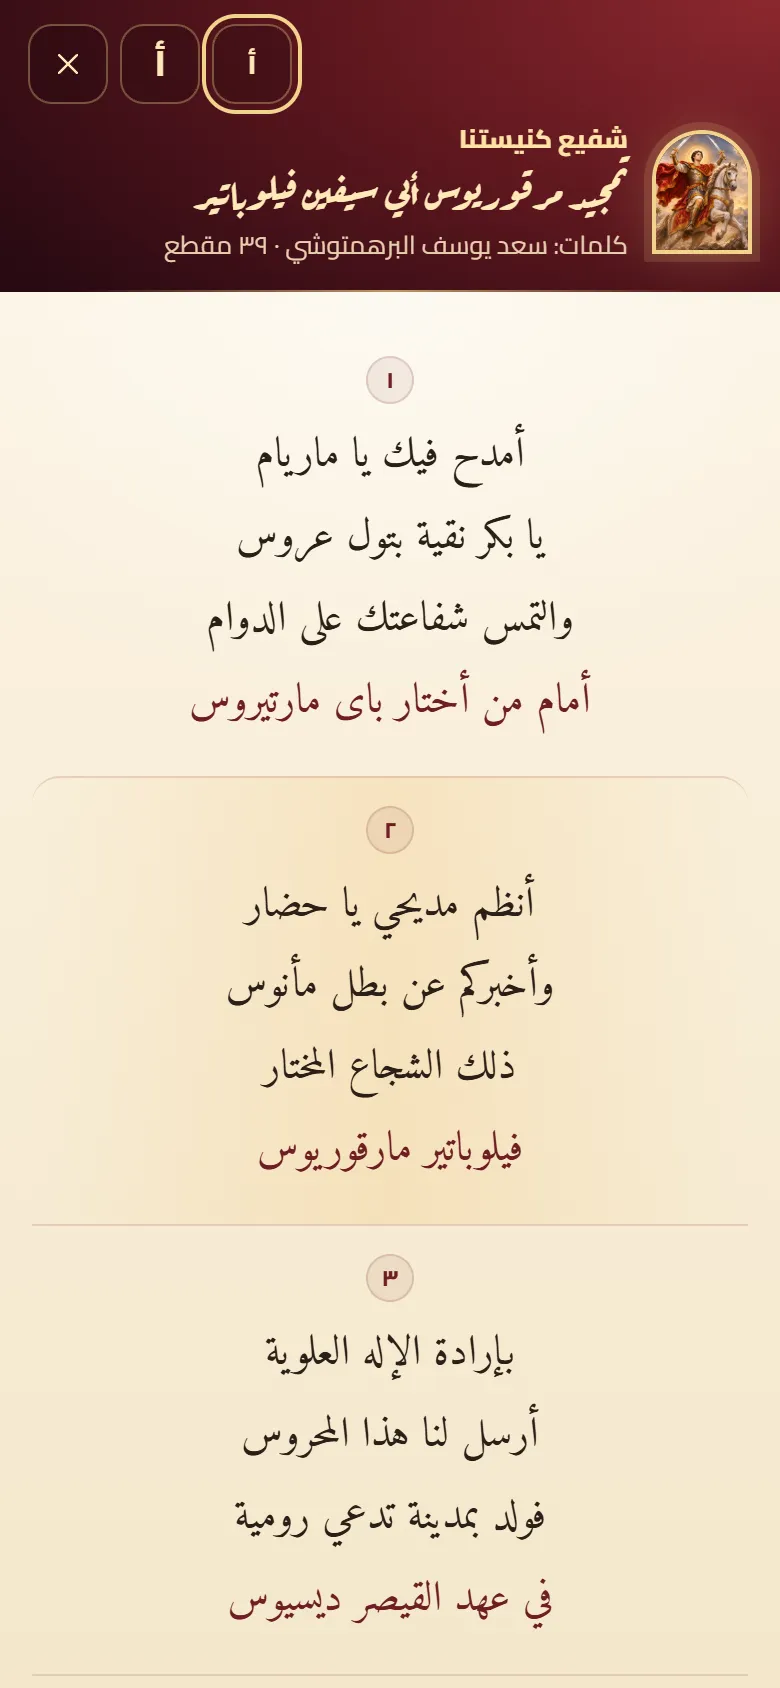 أ
أ
شفيع كنيستنا
تمجيد مرقوريوس أبي سيفين فيلوباتير
كلمات: سعد يوسف البرهمتوشي · ٣٩ مقطع
١
أمدح فيك يا ماريام
يا بكر نقية بتول عروس
والتمس شفاعتك على الدوام
أمام من أختار باى مارتيروس
٢
أنظم مديحي يا حضار
وأخبركم عن بطل مأنوس
ذلك الشجاع المختار
فيلوباتير مارقوريوس
٣
بإرادة الإله العلوية
أرسل لنا هذا المحروس
فولد بمدينة تدعي رومية
في عهد القيصر ديسيوس